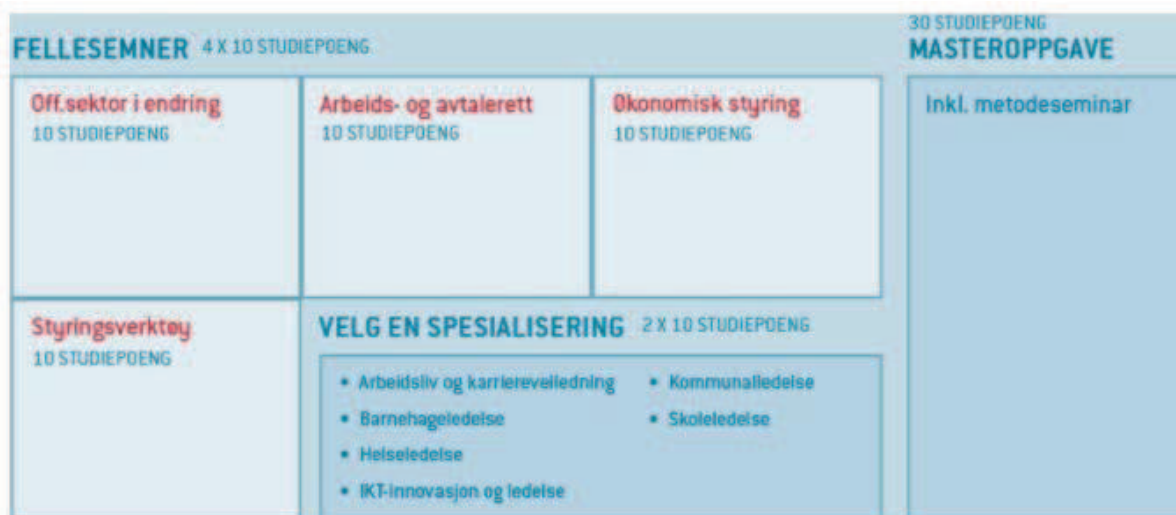 FELLESEMNER 4 X 10 STUDIEPOENG
Off.sektor i endring
10 STUDIEPOENG
Arbeids- og avtalerett
10 STUDIEPOENG
Økonomisk styring
10 STUDIEPOENG
Styringsverktøy
10 STUDIEPOENG
VELG EN SPESIALISERING 2 X 10 STUDIEPOENG
• Arbeidsliv og karriereveiledning
• Barnehageledelse
• Helseledelse
• IKT-innovasjon og ledelse
• Kommunalledelse
• Skoleledelse
30 STUDIEPOENG
MASTEROPPGAVE
Inkl. metodeseminar